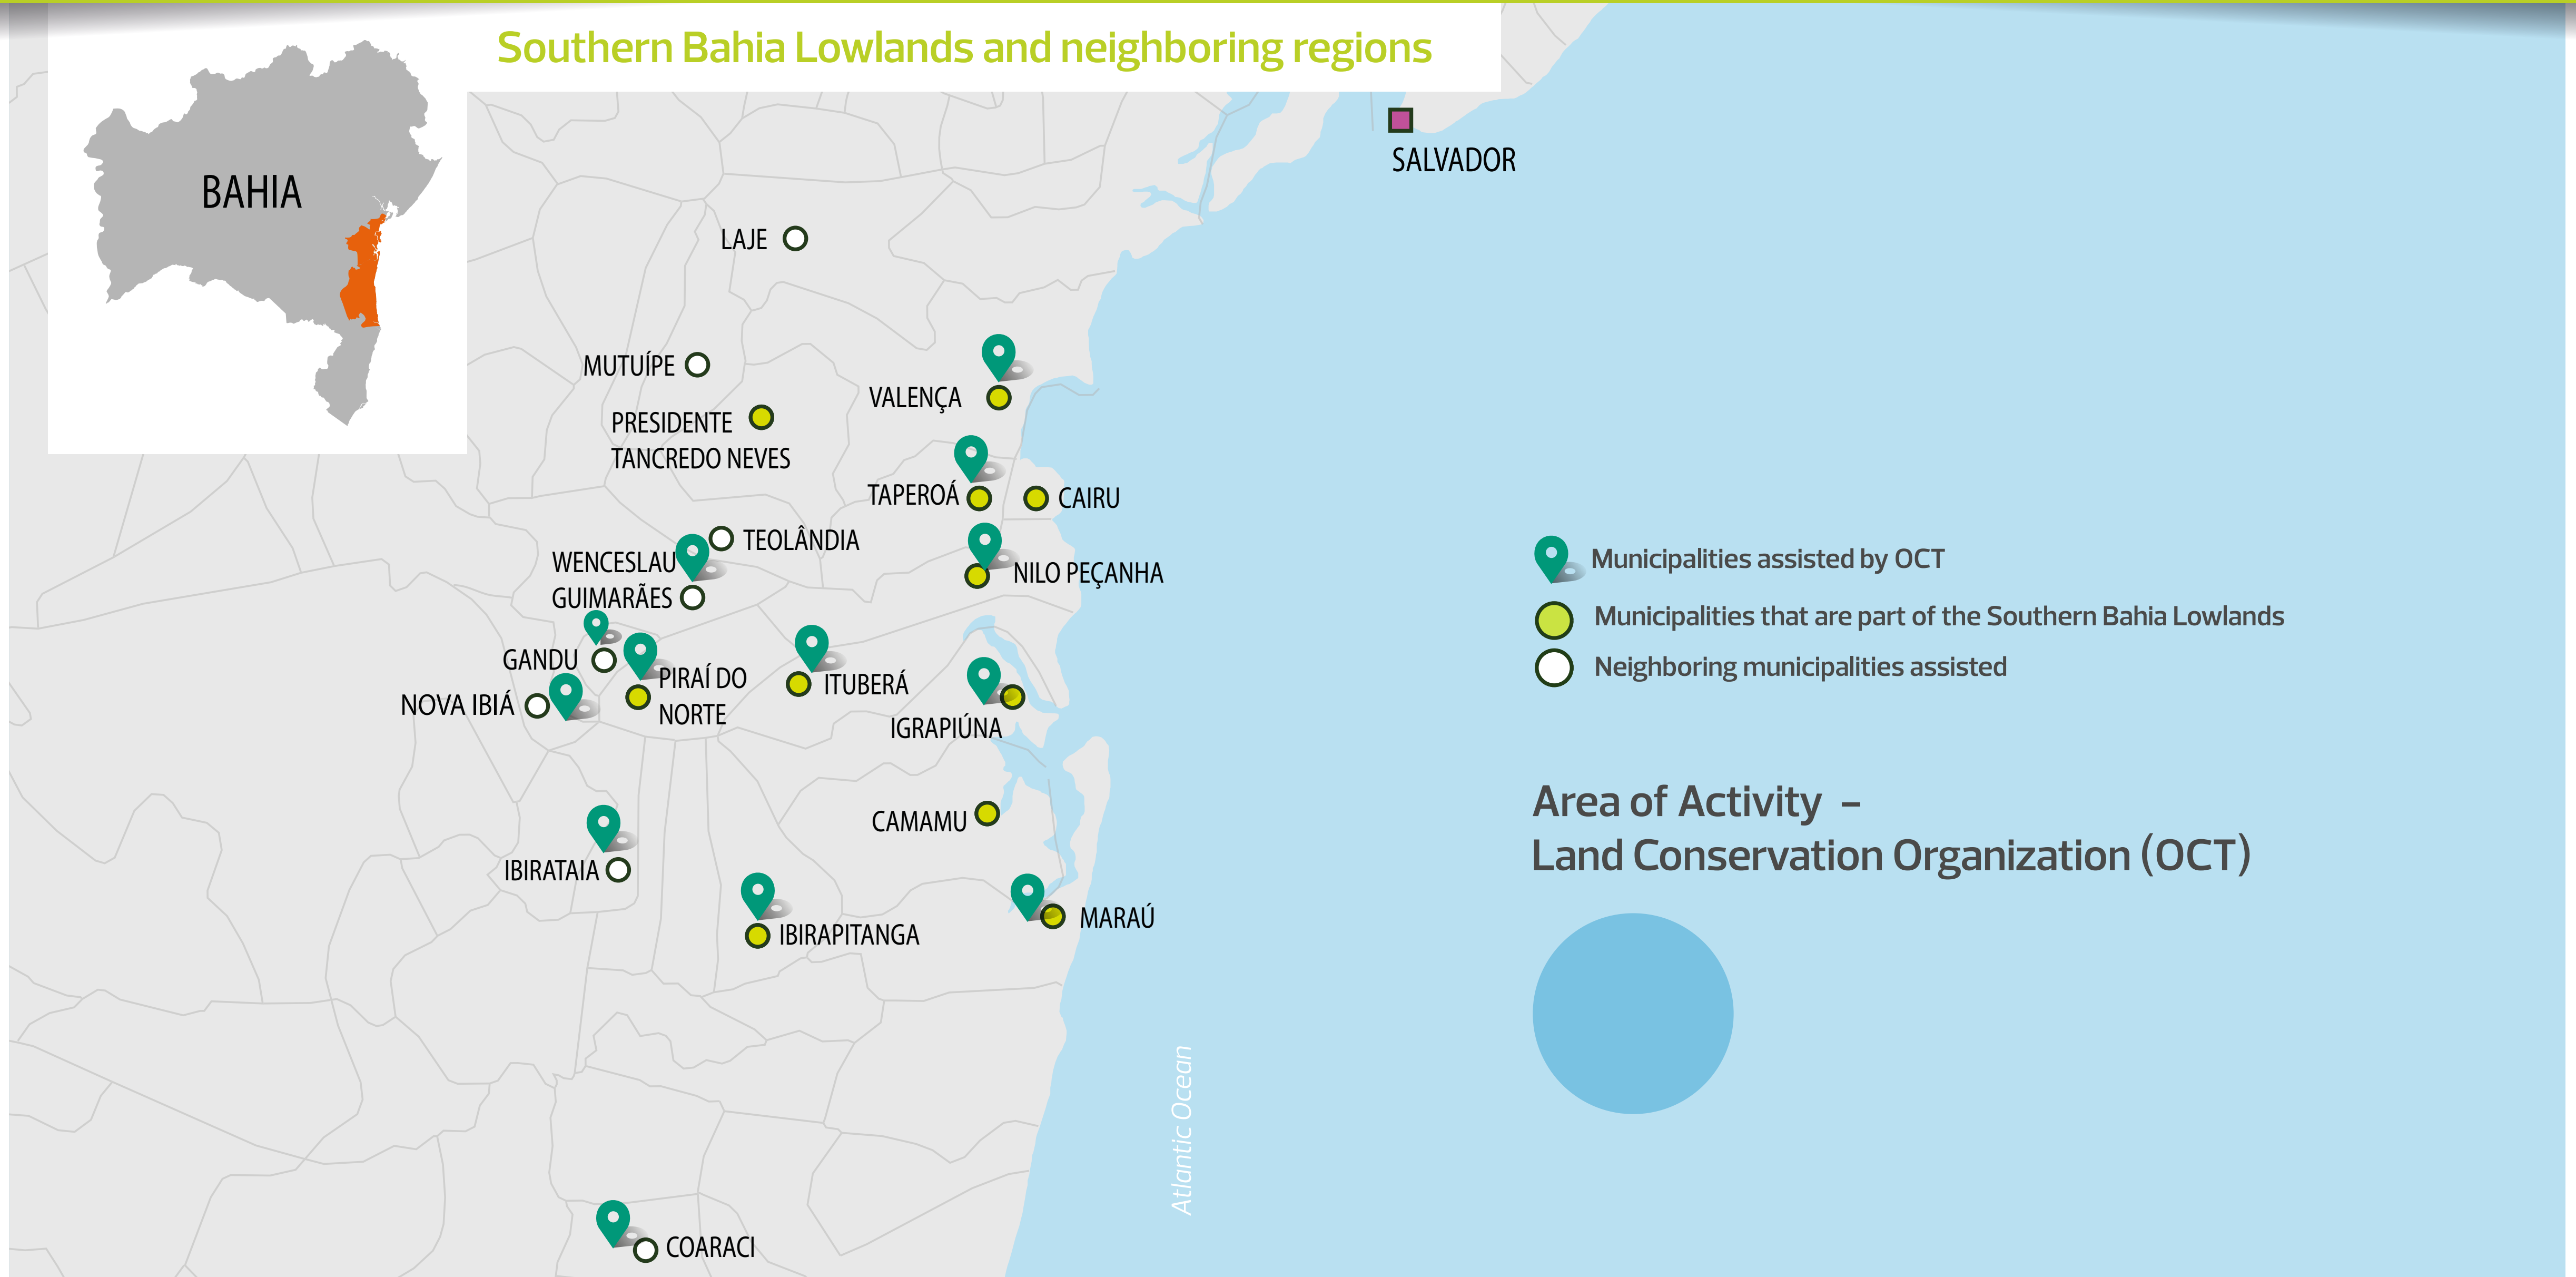 Southern Bahia Lowlands and neighboring regions
BAHIA
SALVADOR
LAJE
MUTUÍPE
PRESIDENTE
TANCREDO NEVES
VALENÇA
TAPEROÁ
CAIRU
TEOLÂNDIA
WENCESLAU
GUIMARÃES
NILO PEÇANHA
GANDU
PIRAÍ DO
NORTE
ITUBERÁ
NOVA IBIÁ
IGRAPIÚNA
CAMAMU
IBIRATAIA
IBIRAPITANGA
MARAÚ
COARACI
Atlantic Ocean
Municipalities assisted by OCT
Municipalities that are part of the Southern Bahia Lowlands
Neighboring municipalities assisted
Area of Activity –
Land Conservation Organization (OCT)